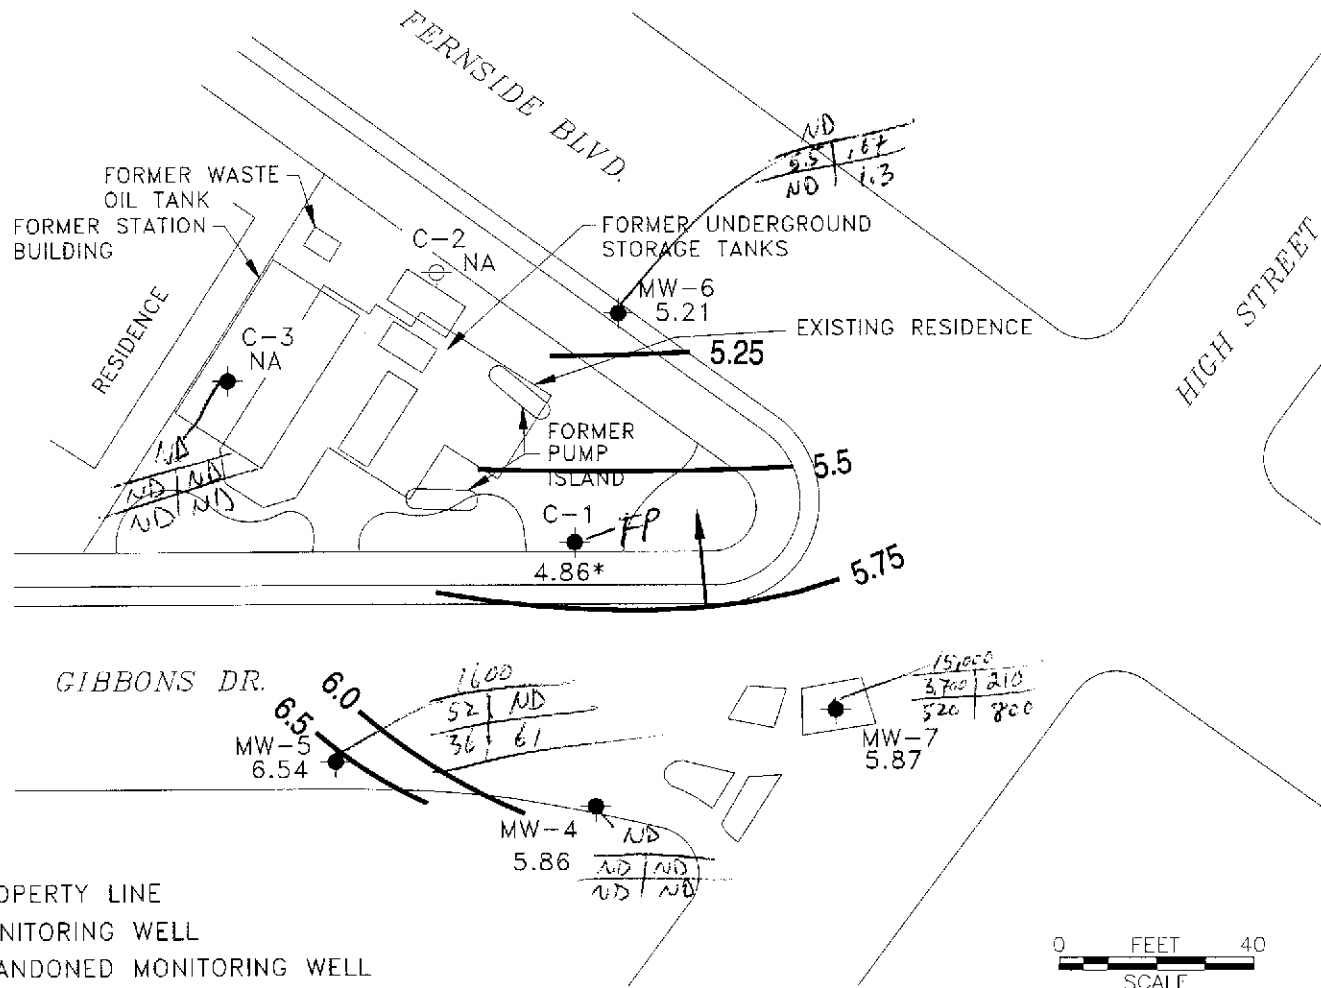 FERNSIDE BLVD.
ND
5.5 | .67
ND | 1.3
FORMER WASTE
OIL TANK
FORMER STATION
BUILDING
C-2
NA
FORMER UNDERGROUND
STORAGE TANKS
MW-6
5.21
EXISTING RESIDENCE
5.25
HIGH STREET
RESIDENCE
C-3
NA
ND
ND | ND
ND | ND
FORMER
PUMP
ISLAND
5.5
C-1
FP
4.86*
5.75
GIBBONS DR.
6.0
6.5
1600
52 | ND
36 | 61
MW-5
6.54
15,000
3,700 | 210
520 | 800
MW-7
5.87
MW-4
5.86
ND
ND | ND
ND | ND
OPERTY LINE
NITORING WELL
ANDONED MONITORING WELL
0 FEET 40
SCALE